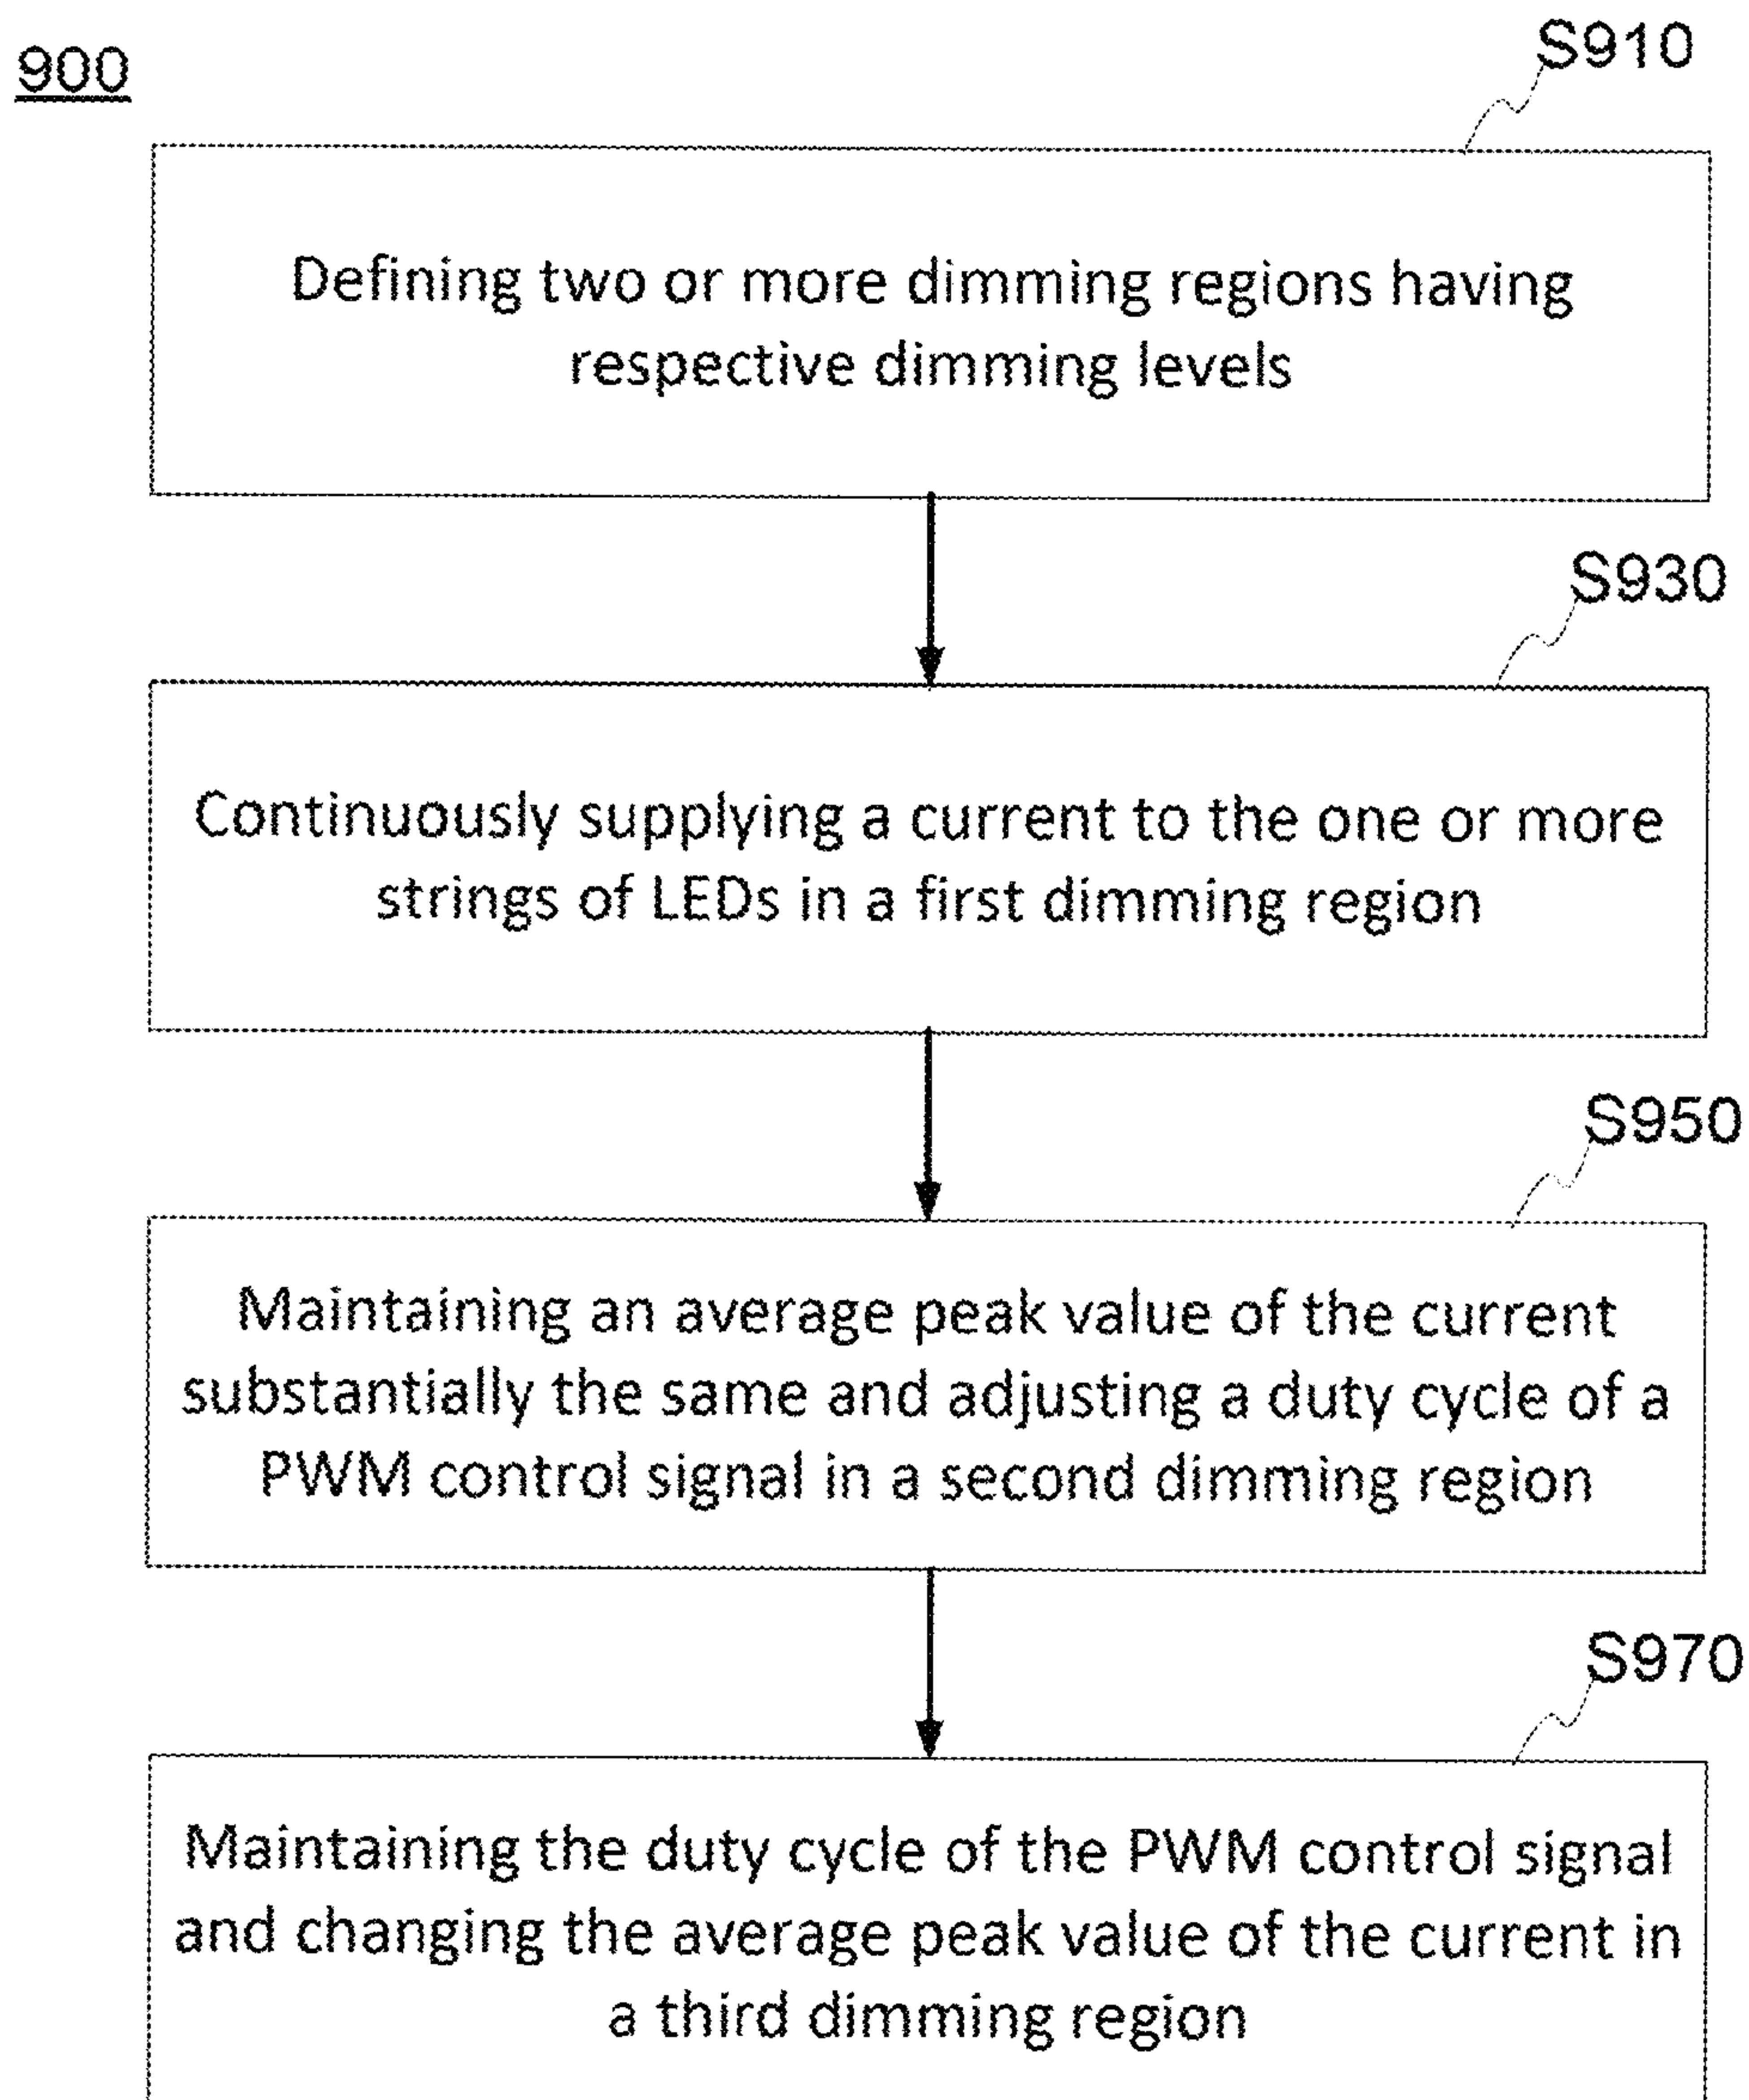 900
S910
Defining two or more dimming regions having
respective dimming levels
S930
Continuously supplying a current to the one or more
strings of LEDs in a first dimming region
S950
Maintaining an average peak value of the current
substantially the same and adjusting a duty cycle of a
PWM control signal in a second dimming region
S970
Maintaining the duty cycle of the PWM control signal
and changing the average peak value of the current in
a third dimming region